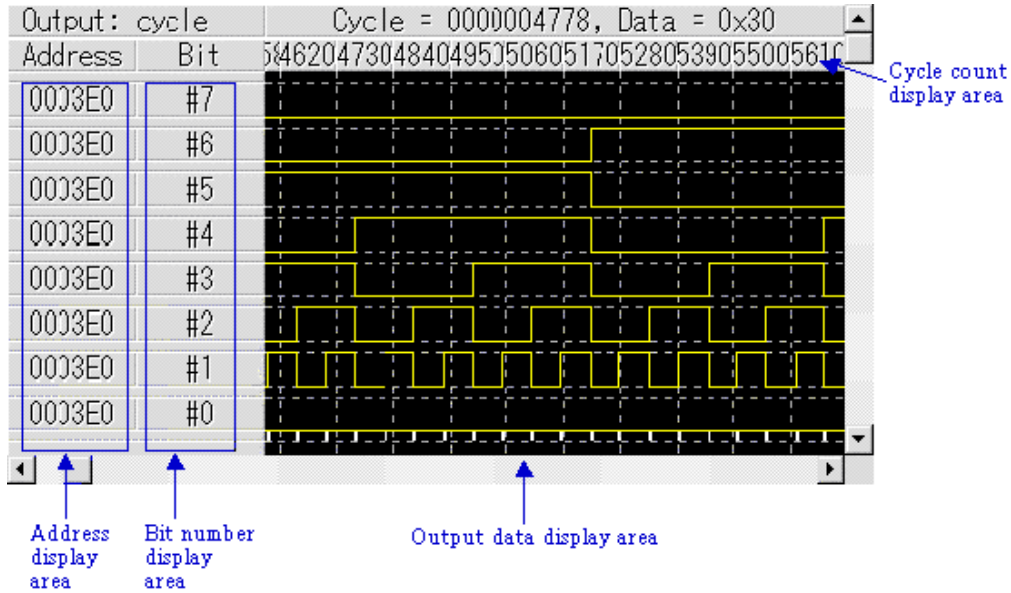 Output: cycle Cycle = 0000004778, Data = 0x30
Address Bit 584620473048404950506051705280539055005610
0003E0 #7
0003E0 #6
0003E0 #5
0003E0 #4
0003E0 #3
0003E0 #2
0003E0 #1
0003E0 #0
Cycle count
display area
Address
display
area
Bit number
display
area
Output data display area